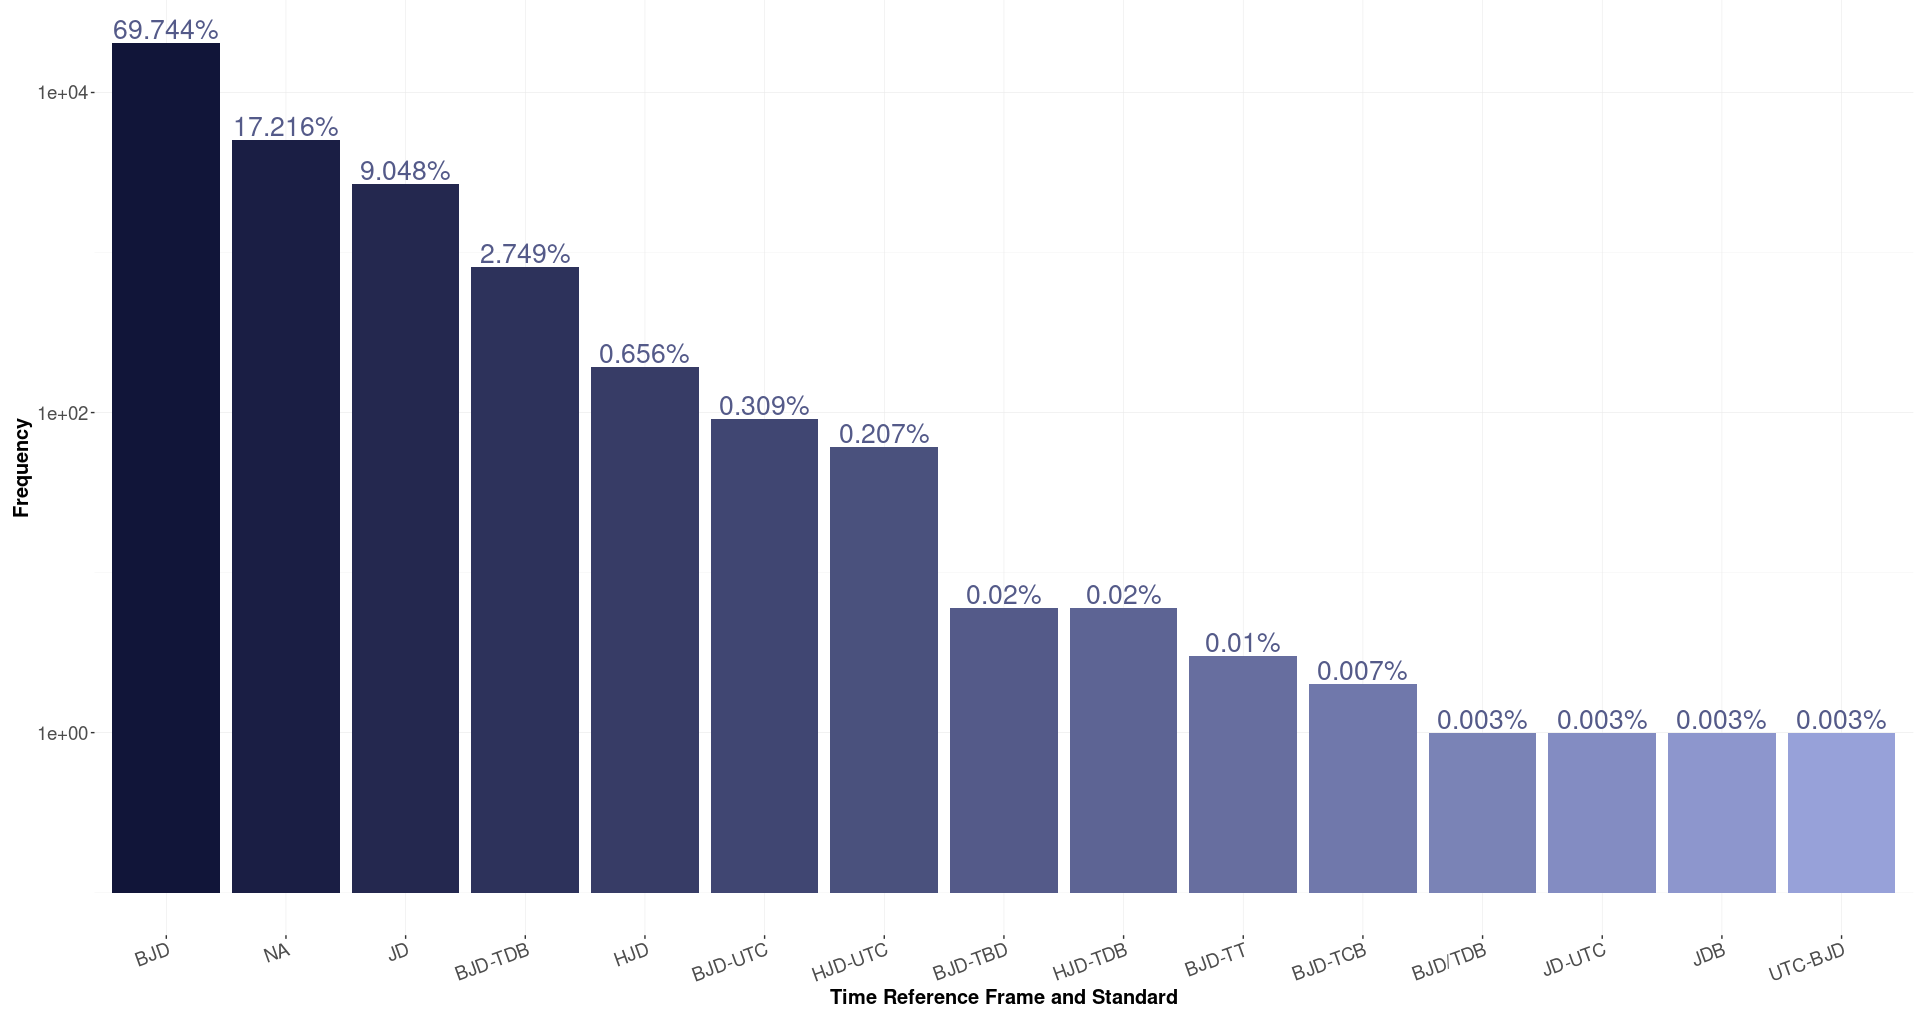 69.744%
17.216%
9.048%
2.749%
0.656%
0.309%
0.207%
0.02%
0.02%
0.01%
0.007%
0.003%
0.003%
0.003%
0.003%
1e+04
1e+02
1e+00
Frequency
BJD
NA
JD
BJD-TDB
HJD
BJD-UTC
HJD-UTC
BJD-TBD
HJD-TDB
BJD-TT
BJD-TCB
BJD/TDB
JD-UTC
JDB
UTC-BJD
Time Reference Frame and Standard